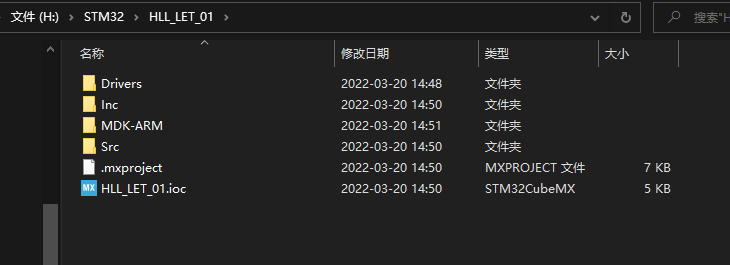 文件 (H:) > STM32 > HLL_LET_01 > 搜索"H
名称 修改日期 类型 大小
Drivers 2022-03-20 14:48 文件夹
Inc 2022-03-20 14:50 文件夹
MDK-ARM 2022-03-20 14:51 文件夹
Src 2022-03-20 14:50 文件夹
.mxproject 2022-03-20 14:50 MXPROJECT 文件 7 KB
MX HLL_LET_01.ioc 2022-03-20 14:50 STM32CubeMX 5 KB